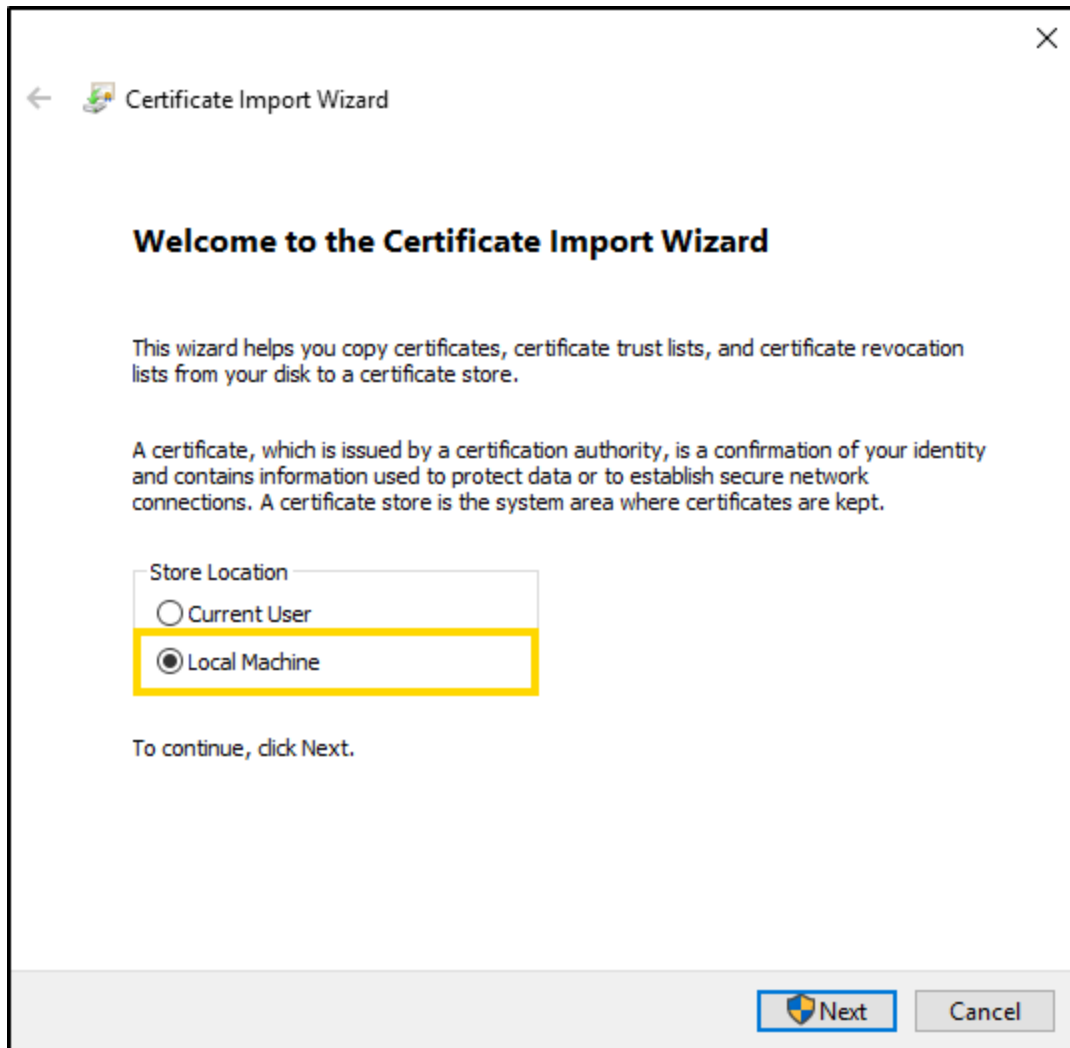 Certificate Import Wizard
Welcome to the Certificate Import Wizard
This wizard helps you copy certificates, certificate trust lists, and certificate revocation
lists from your disk to a certificate store.
A certificate, which is issued by a certification authority, is a confirmation of your identity
and contains information used to protect data or to establish secure network
connections. A certificate store is the system area where certificates are kept.
Store Location
Current User
Local Machine
To continue, click Next.
Next
Cancel